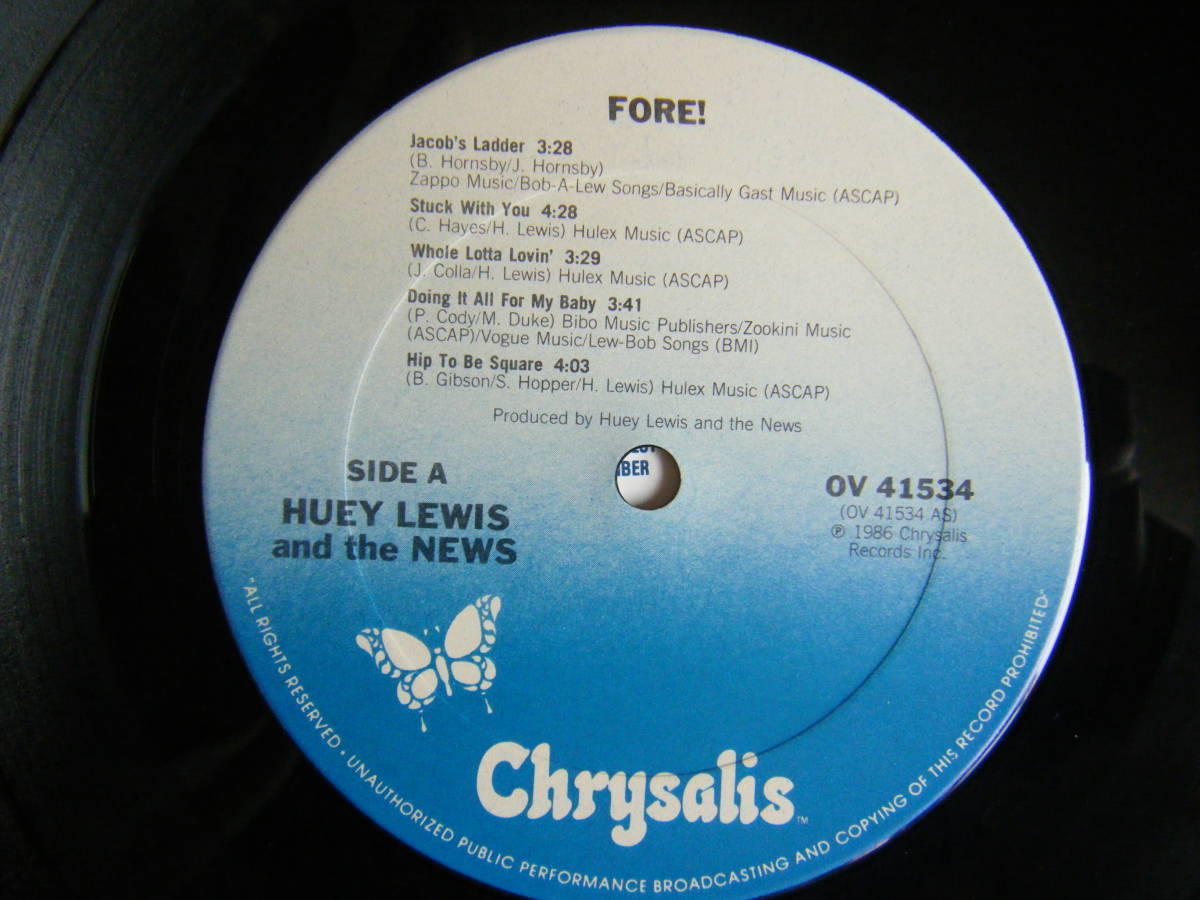 FORE!
Jacob's Ladder 3:28
(B. Hornsby/J. Hornsby)
Zappo Music/Bob-A-Lew Songs/Basically Gast Music (ASCAP)
Stuck With You 4:28
(C. Hayes/H. Lewis) Hulex Music (ASCAP)
Whole Lotta Lovin' 3:29
(J. Colla/H. Lewis) Hulex Music (ASCAP)
Doing It All For My Baby 3:41
(P. Cody/M. Duke) Bibo Music Publishers/Zookini Music
(ASCAP)/Vogue Music/Lew-Bob Songs (BMI)
Hip To Be Square 4:03
(B. Gibson/S. Hopper/H. Lewis) Hulex Music (ASCAP)
Produced by Huey Lewis and the News
SIDE A
HUEY LEWIS
and the NEWS
OV 41534
(OV 41534 AS)
℗ 1986 Chrysalis
Records Inc.
Chrysalis™
"ALL RIGHTS RESERVED • UNAUTHORIZED PUBLIC PERFORMANCE BROADCASTING AND COPYING OF THIS RECORD PROHIBITED"